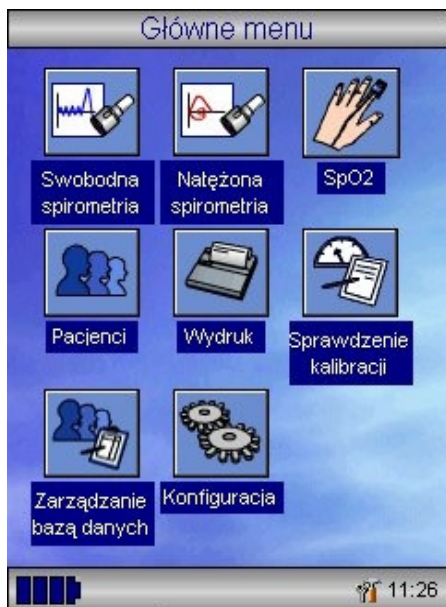 Główne menu
Swobodna
spirometria
Natężona
spirometria
SpO2
Pacjenci
Wydruk
Sprawdzenie
kalibracji
Zarządzanie
bazą danych
Konfiguracja
11:26